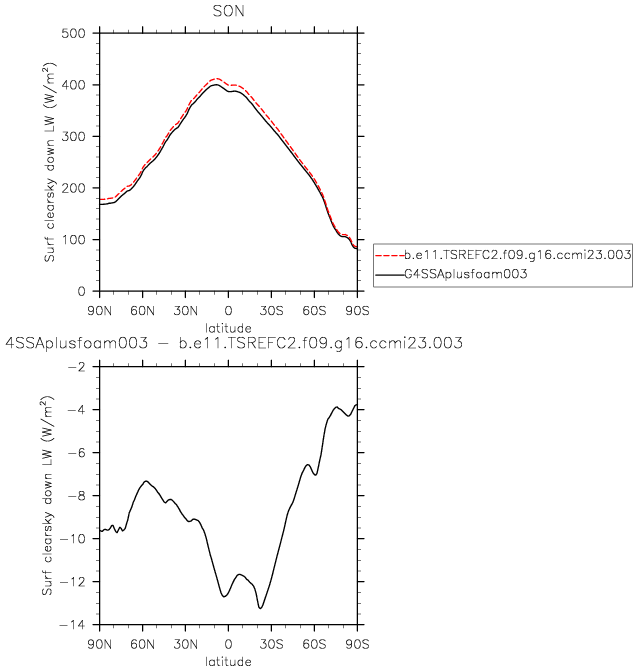 SON
500
400
300
200
100
0
Surf clearsky down LW (W/m²)
90N 60N 30N 0 30S 60S 90S
latitude
b.e11.TSREFC2.f09.g16.ccmi23.003
G4SSAplusfoam003
4SSAplusfoam003 − b.e11.TSREFC2.f09.g16.ccmi23.003
−2
−4
−6
−8
−10
−12
−14
Surf clearsky down LW (W/m²)
90N 60N 30N 0 30S 60S 90S
latitude